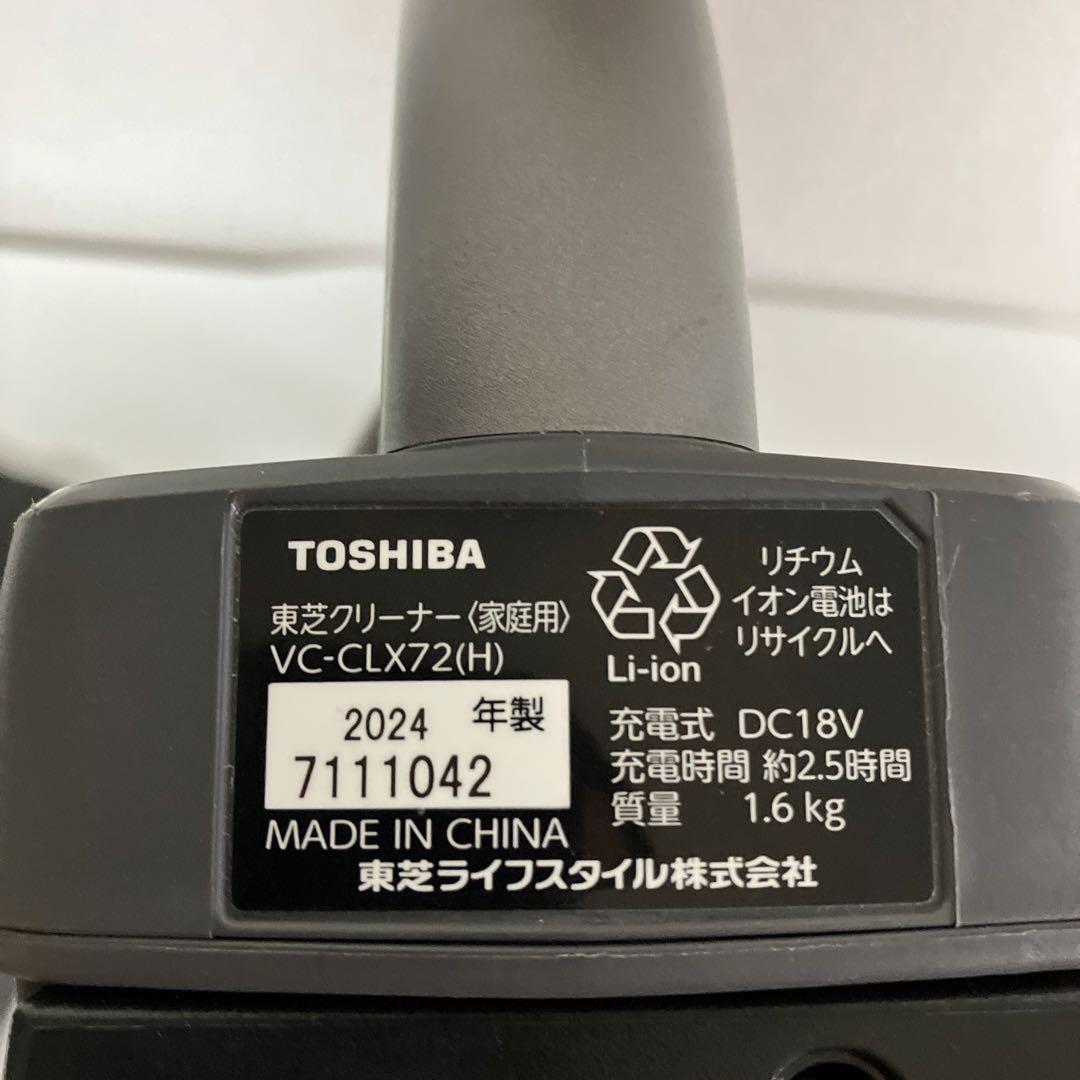 TOSHIBA
東芝クリーナー〈家庭用〉
VC-CLX72(H)
2024 年製
7111042
MADE IN CHINA
Li-ion
リチウム
イオン電池は
リサイクルへ
充電式 DC18V
充電時間 約2.5時間
質量 1.6 kg
東芝ライフスタイル株式会社